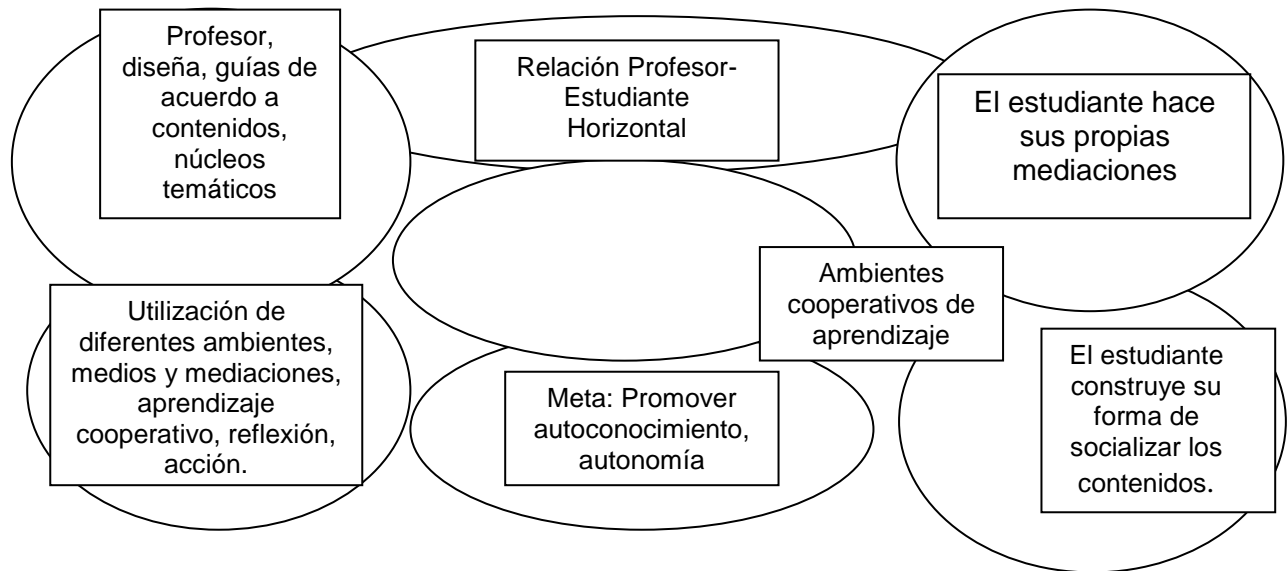 Profesor,
diseña, guías de
acuerdo a
contenidos,
núcleos
temáticos
Relación Profesor-
Estudiante
Horizontal
El estudiante hace
sus propias
mediaciones
Utilización de
diferentes ambientes,
medios y mediaciones,
aprendizaje
cooperativo, reflexión,
acción.
Ambientes
cooperativos de
aprendizaje
Meta: Promover
autoconocimiento,
autonomía
El estudiante
construye su
forma de
socializar los
contenidos.